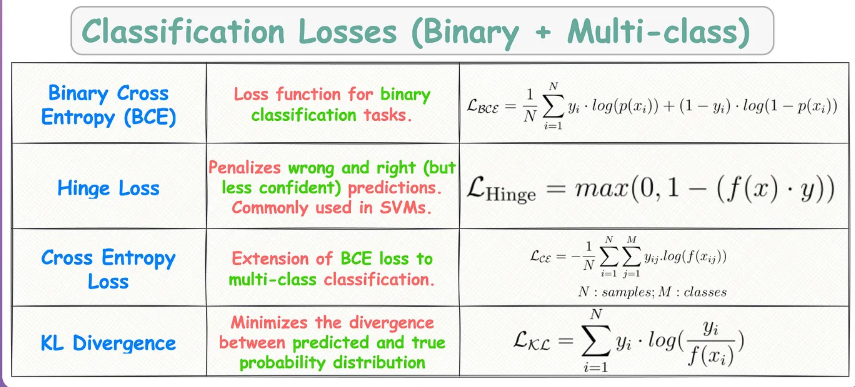 Classification Losses (Binary + Multi-class)
Binary Cross
Entropy (BCE)
Loss function for binary
classification tasks.
$\mathcal{L}_{BCE} = \frac{1}{N} \sum_{i=1}^{N} y_i \cdot log(p(x_i)) + (1 - y_i) \cdot log(1 - p(x_i))$
Hinge Loss
Penalizes wrong and right (but
less confident) predictions.
Commonly used in SVMs.
$\mathcal{L}_{\text{Hinge}} = max(0, 1 - (f(x) \cdot y))$
Cross Entropy
Loss
Extension of BCE loss to
multi-class classification.
$\mathcal{L}_{CE} = -\frac{1}{N} \sum_{i=1}^{N} \sum_{j=1}^{M} y_{ij}.log(f(x_{ij}))$
N : samples; M : classes
KL Divergence
Minimizes the divergence
between predicted and true
probability distribution
$\mathcal{L}_{KL} = \sum_{i=1}^{N} y_i \cdot log(\frac{y_i}{f(x_i)})$